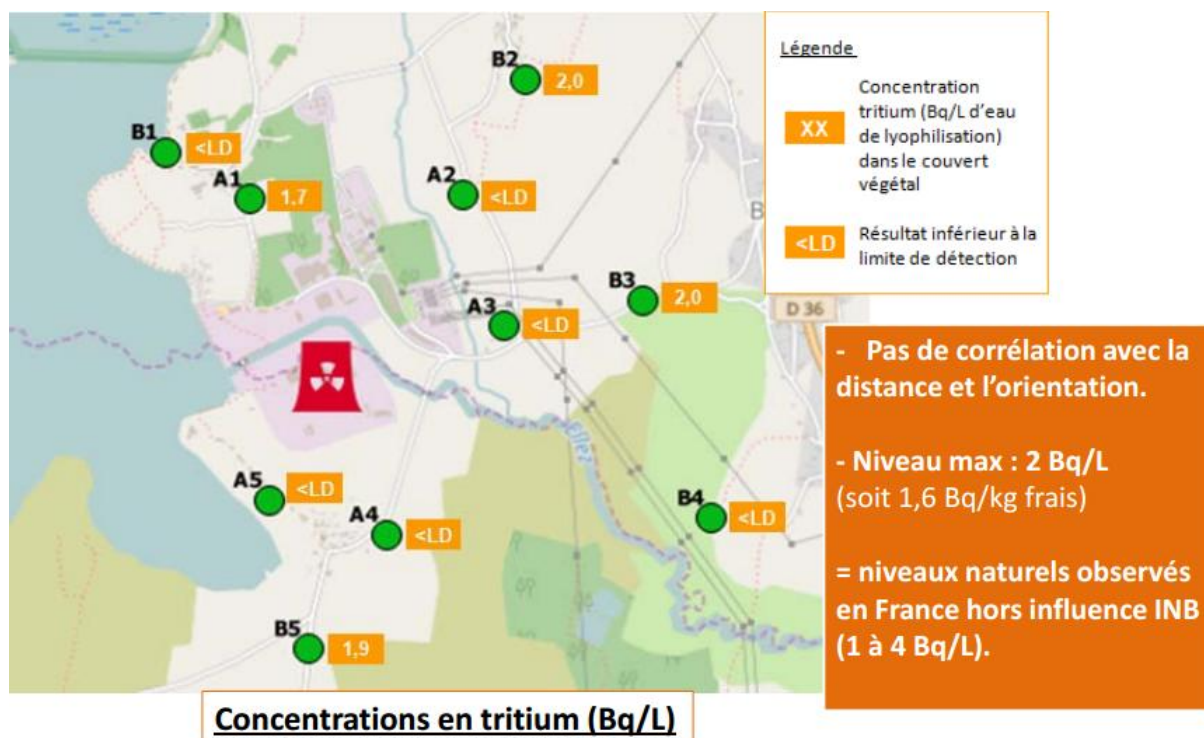 B2
2,0
B1
<LD
A1
1,7
A2
<LD
B3
2,0
A3
<LD
Ellez
A5
<LD
A4
<LD
B4
<LD
B5
1,9
B
D 36
Légende
XX
Concentration
tritium (Bq/L d'eau
de lyophilisation)
dans le couvert
végétal
<LD
Résultat inférieur à la
limite de détection
- Pas de corrélation avec la
distance et l'orientation.
- Niveau max : 2 Bq/L
(soit 1,6 Bq/kg frais)
= niveaux naturels observés
en France hors influence INB
(1 à 4 Bq/L).
Concentrations en tritium (Bq/L)